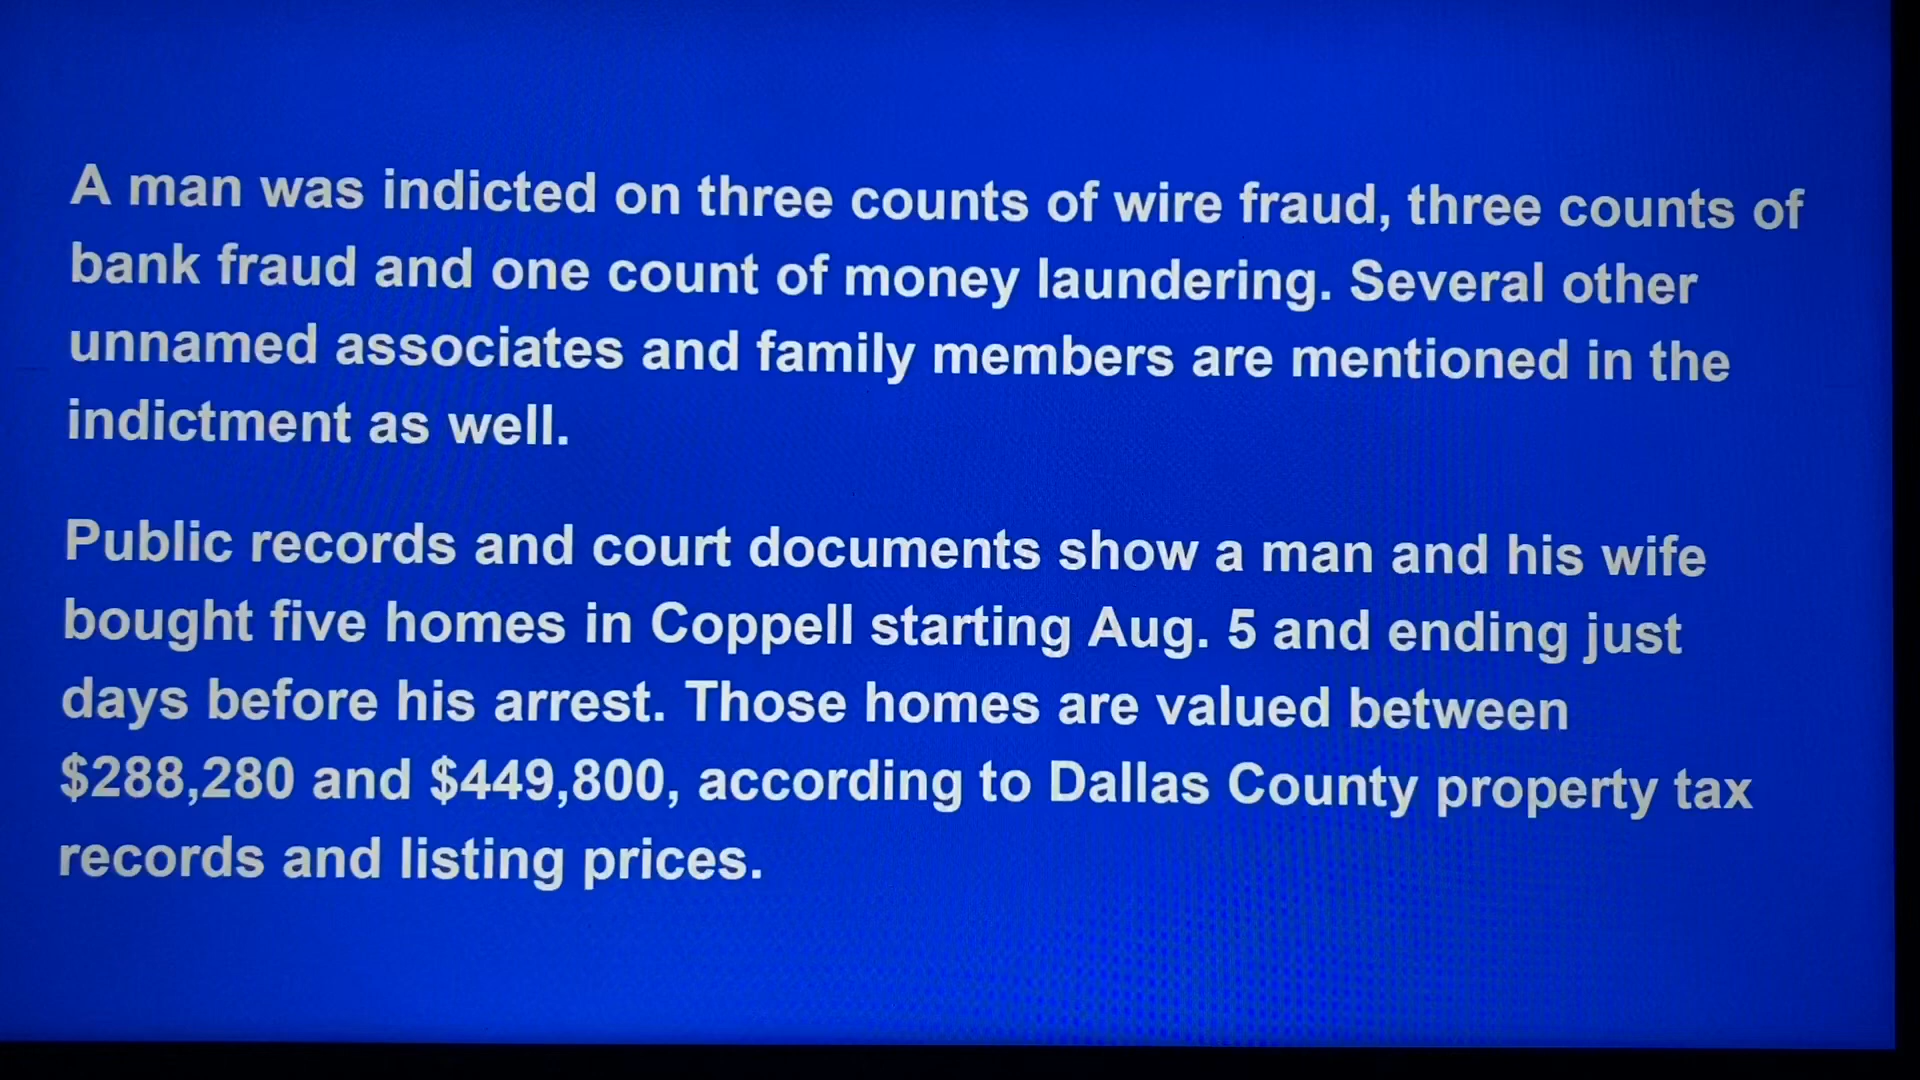 A man was indicted on three counts of wire fraud, three counts of
bank fraud and one count of money laundering. Several other
unnamed associates and family members are mentioned in the
indictment as well.
Public records and court documents show a man and his wife
bought five homes in Coppell starting Aug. 5 and ending just
days before his arrest. Those homes are valued between
$288,280 and $449,800, according to Dallas County property tax
records and listing prices.